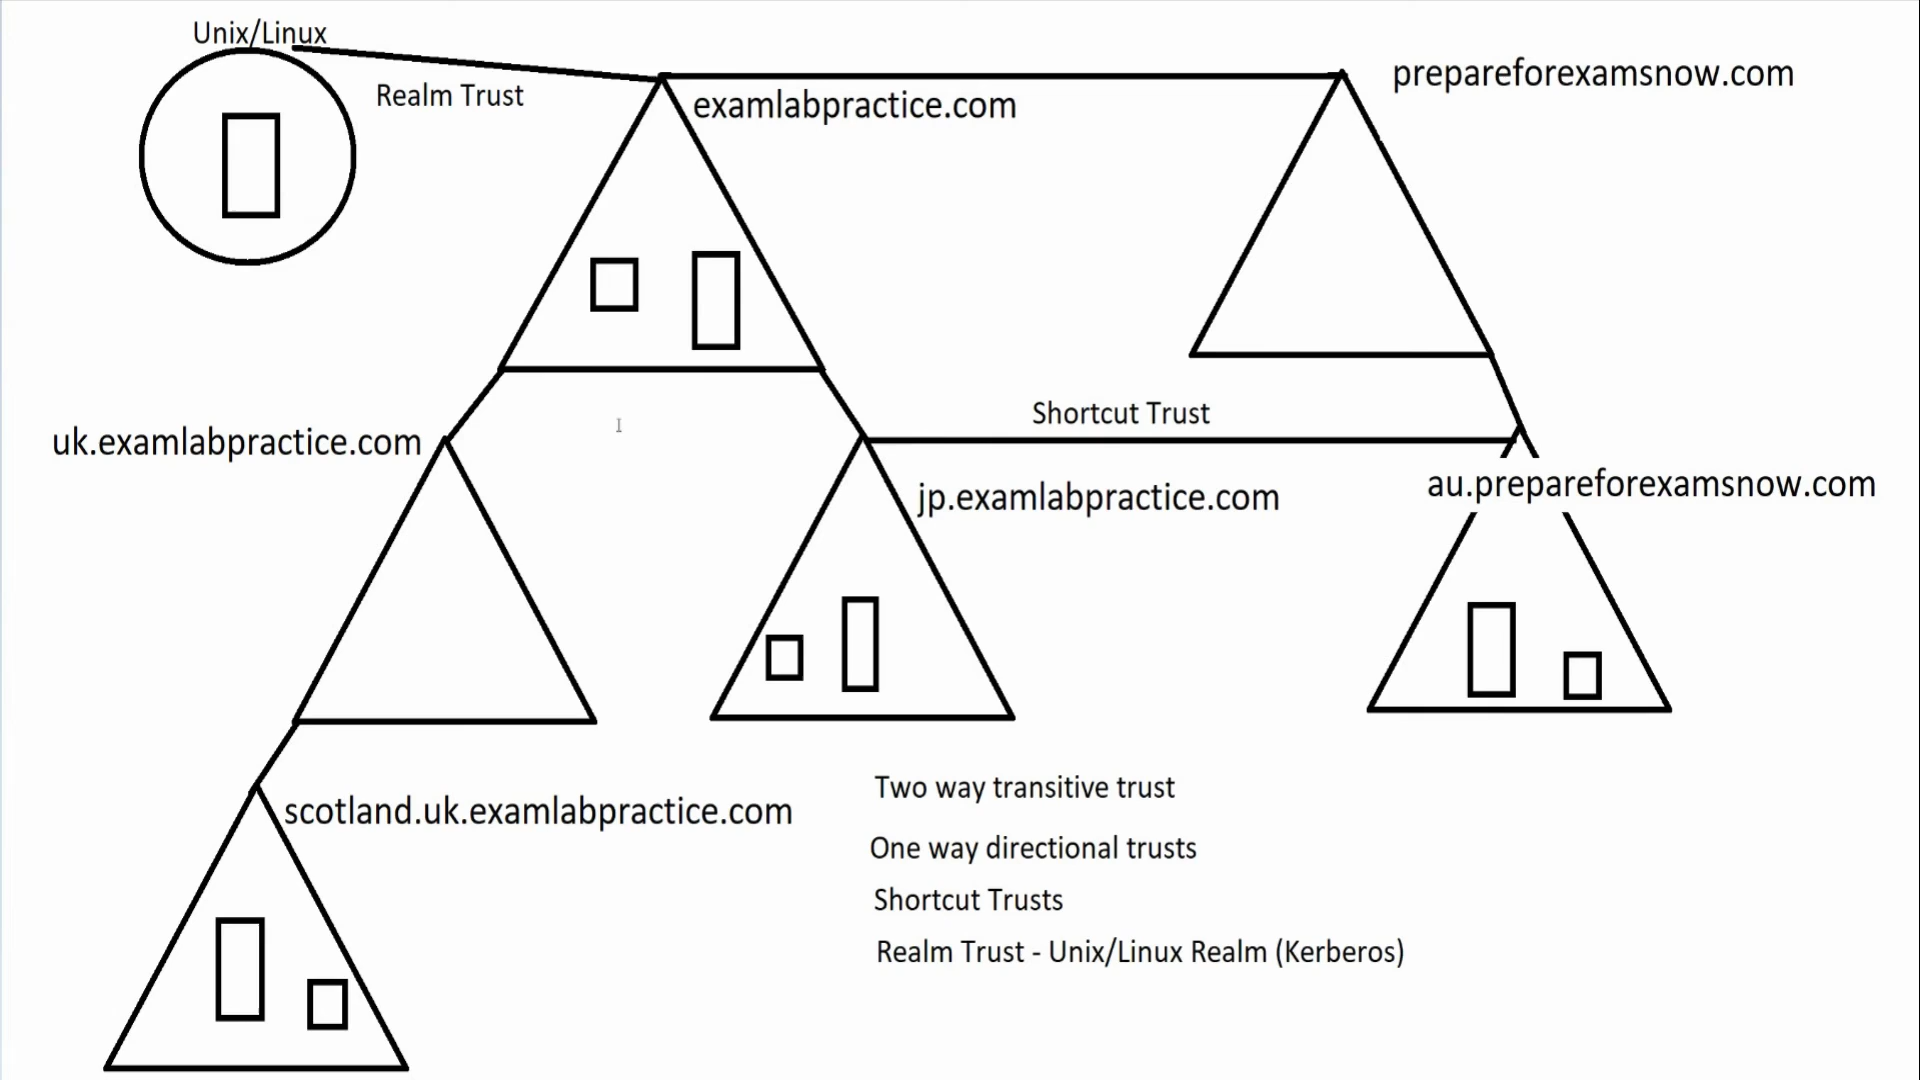 Unix/Linux
Realm Trust
examlabpractice.com
prepareforexamsnow.com
uk.examlabpractice.com
Shortcut Trust
jp.examlabpractice.com
au.prepareforexamsnow.com
scotland.uk.examlabpractice.com
Two way transitive trust
One way directional trusts
Shortcut Trusts
Realm Trust - Unix/Linux Realm (Kerberos)